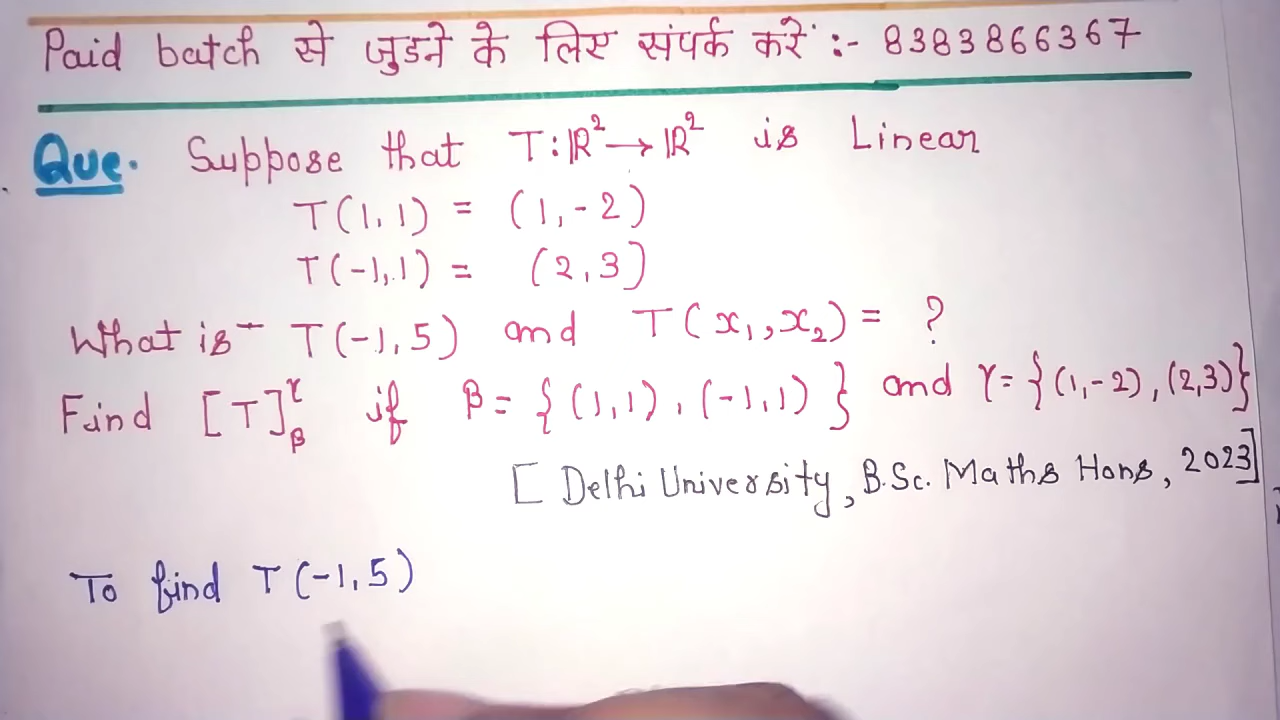 Paid batch से जुडने के लिए संपर्क करें :- 8383866367
Que. Suppose that T:ℝ²→ℝ² is Linear
T(1,1) = (1,-2)
T(-1,1) = (2,3)
What is T(-1,5) and T(x₁,x₂) = ?
Find [T]ᵧᵦ if β = {(1,1), (-1,1)} and γ = {(1,-2), (2,3)}
[Delhi University, B.Sc. Maths Hons, 2023]
To find T(-1,5)